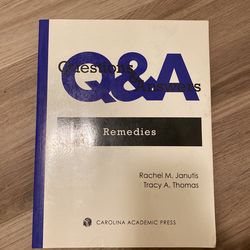 Questions
Q&A
Answers
Remedies
Rachel M. Janutis
Tracy A. Thomas
CAROLINA ACADEMIC PRESS